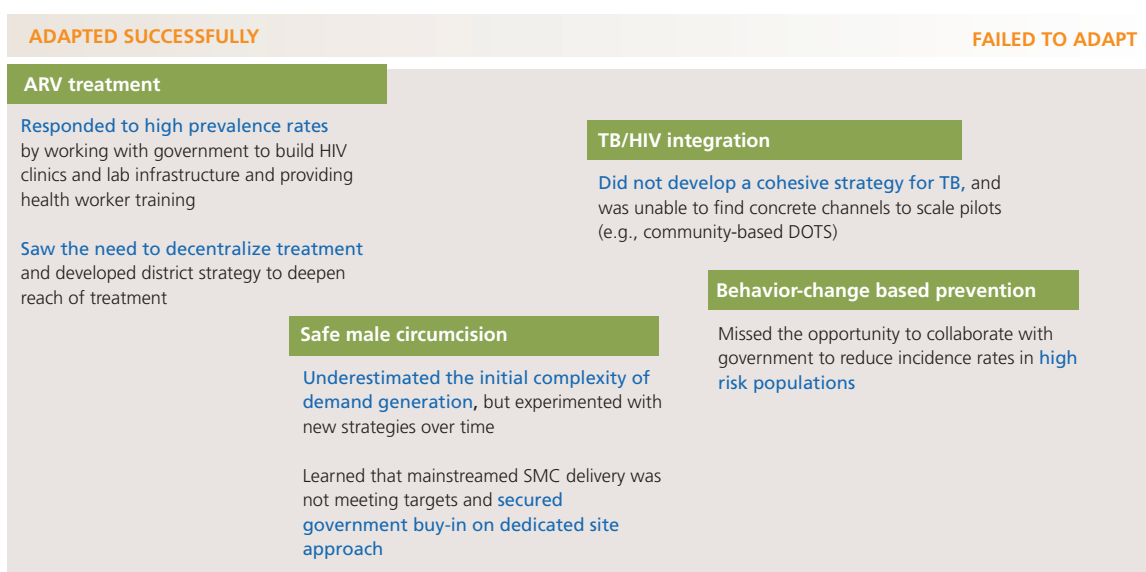 ADAPTED SUCCESSFULLY
FAILED TO ADAPT
ARV treatment
Responded to high prevalence rates
by working with government to build HIV
clinics and lab infrastructure and providing
health worker training
Saw the need to decentralize treatment
and developed district strategy to deepen
reach of treatment
Safe male circumcision
Underestimated the initial complexity of
demand generation, but experimented with
new strategies over time
Learned that mainstreamed SMC delivery was
not meeting targets and secured
government buy-in on dedicated site
approach
TB/HIV integration
Did not develop a cohesive strategy for TB, and
was unable to find concrete channels to scale pilots
(e.g., community-based DOTS)
Behavior-change based prevention
Missed the opportunity to collaborate with
government to reduce incidence rates in high
risk populations